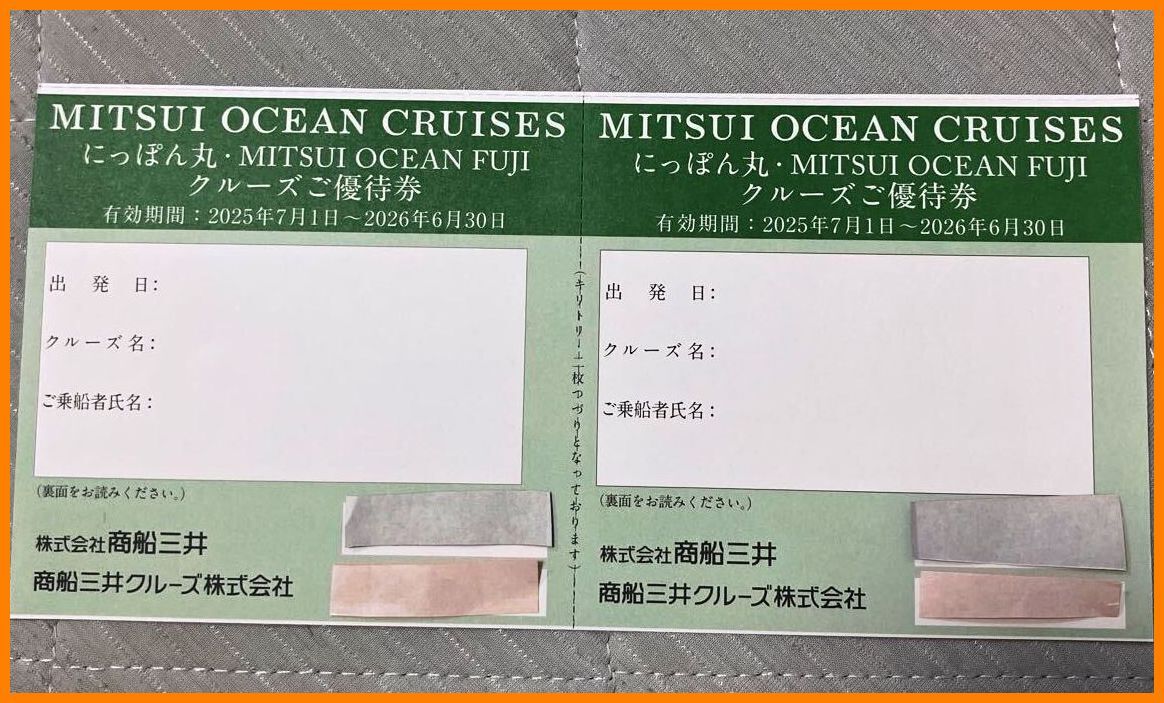 MITSUI OCEAN CRUISES
にっぽん丸・MITSUI OCEAN FUJI
クルーズご優待券
有効期間：2025年7月1日～2026年6月30日
出　発　日：
クルーズ名：
ご乗船者氏名：
(裏面をお読みください。)
株式会社商船三井
商船三井クルーズ株式会社
(キリトリ―二枚つづりとなっております)
MITSUI OCEAN CRUISES
にっぽん丸・MITSUI OCEAN FUJI
クルーズご優待券
有効期間：2025年7月1日～2026年6月30日
出　発　日：
クルーズ名：
ご乗船者氏名：
(裏面をお読みください。)
株式会社商船三井
商船三井クルーズ株式会社